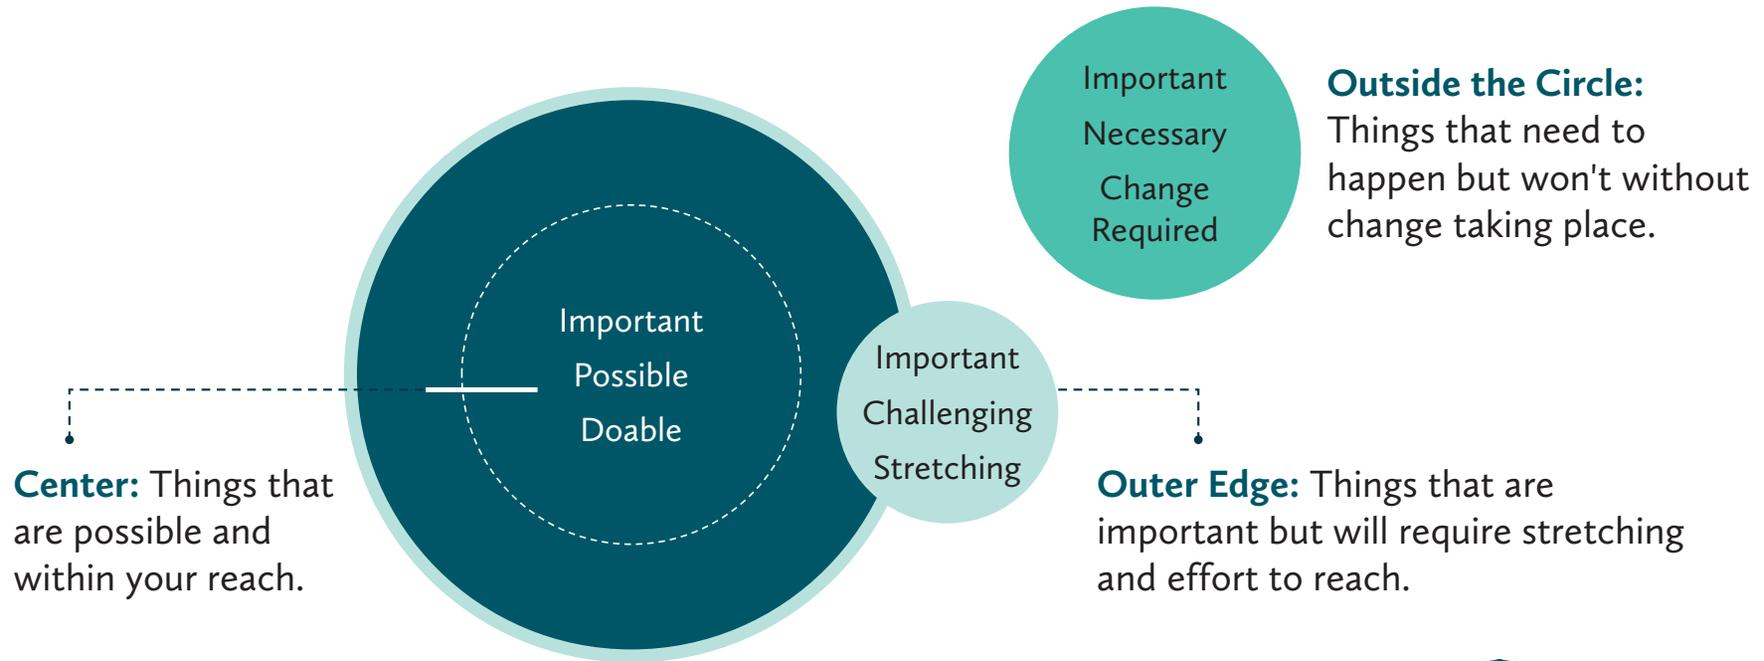 Important
Necessary
Change
Required
Outside the Circle:
Things that need to
happen but won't without
change taking place.
Important
Possible
Doable
Important
Challenging
Stretching
Center: Things that
are possible and
within your reach.
Outer Edge: Things that are
important but will require stretching
and effort to reach.